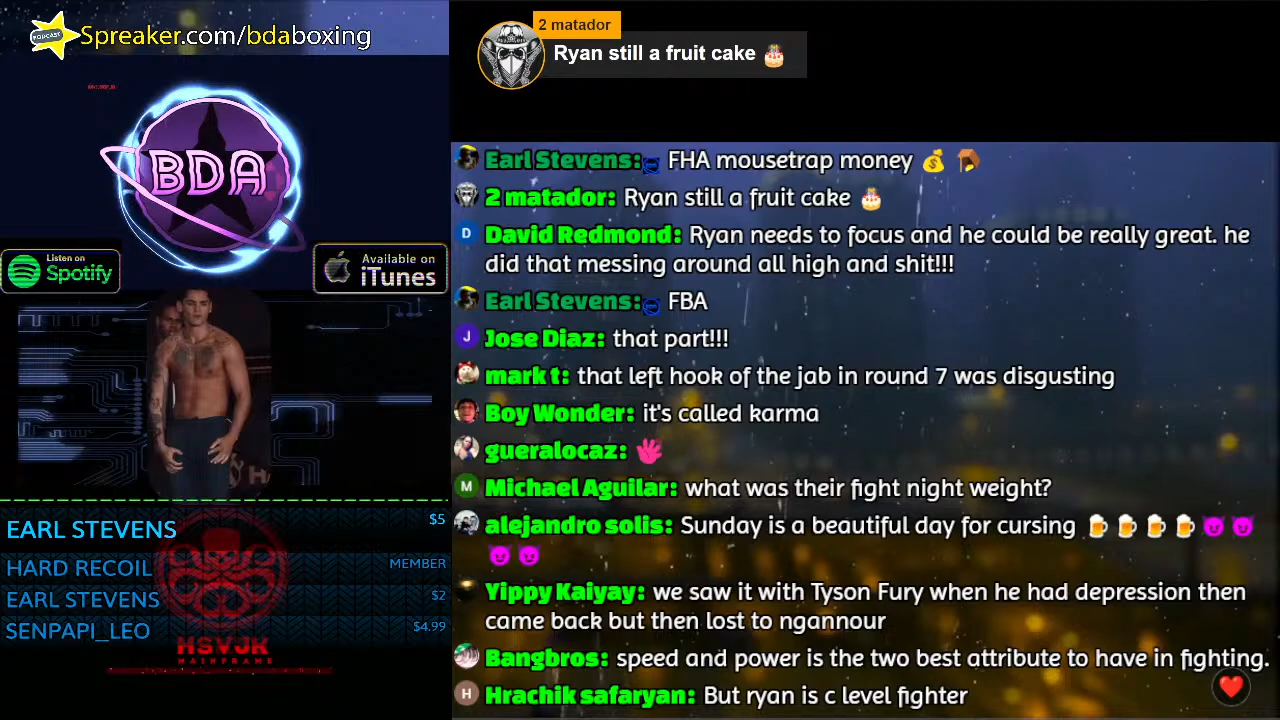 Spreaker.com/bdaboxing
PODCAST
BDA
Listen on
Spotify
Available on
iTunes
EARL STEVENS $5
HARD RECOIL MEMBER
EARL STEVENS $2
SENPAPI_LEO $4.99
HSVJK
MAINFRAME
2 matador
Ryan still a fruit cake 🎂
Earl Stevens: FHA mousetrap money 💰 🪤
2 matador: Ryan still a fruit cake 🎂
David Redmond: Ryan needs to focus and he could be really great. he
did that messing around all high and shit!!!
Earl Stevens: FBA
Jose Diaz: that part!!!
mark t: that left hook of the jab in round 7 was disgusting
Boy Wonder: it's called karma
gueralocaz: 👋
Michael Aguilar: what was their fight night weight?
alejandro solis: Sunday is a beautiful day for cursing 🍺 🍺 🍺 🍺 😈 😈
😈 😈
Yippy Kaiyay: we saw it with Tyson Fury when he had depression then
came back but then lost to ngannour
Bangbros: speed and power is the two best attribute to have in fighting.
Hrachik safaryan: But ryan is c level fighter